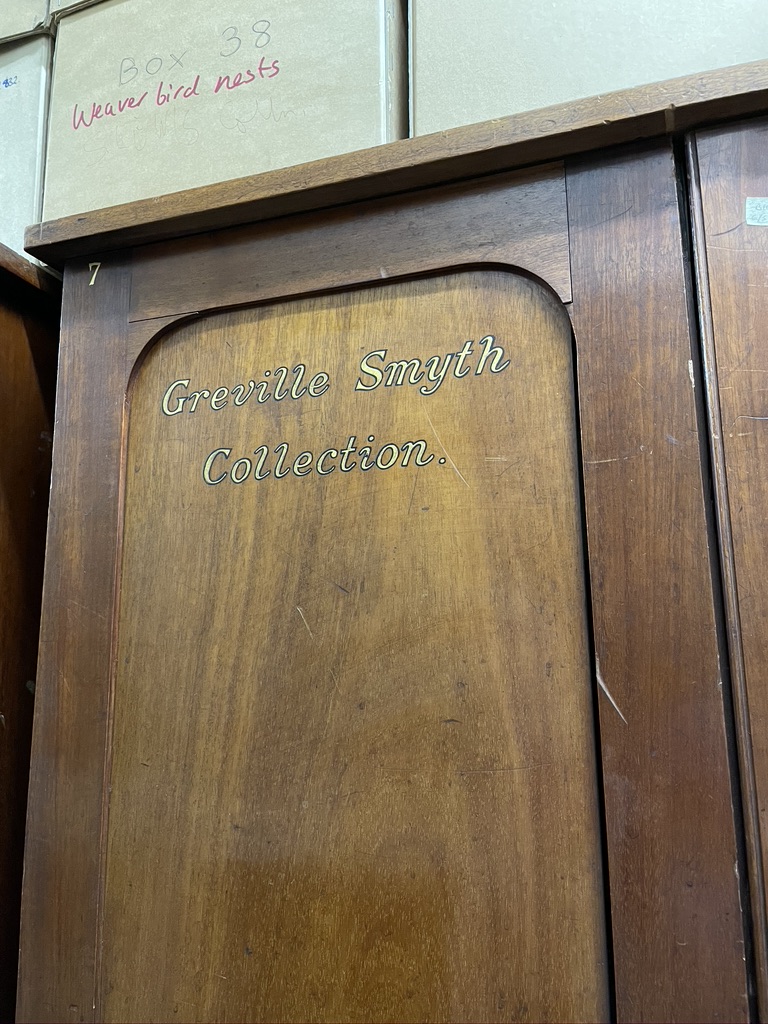 Box 38
Weaver bird nests
7
Greville Smyth
Collection.